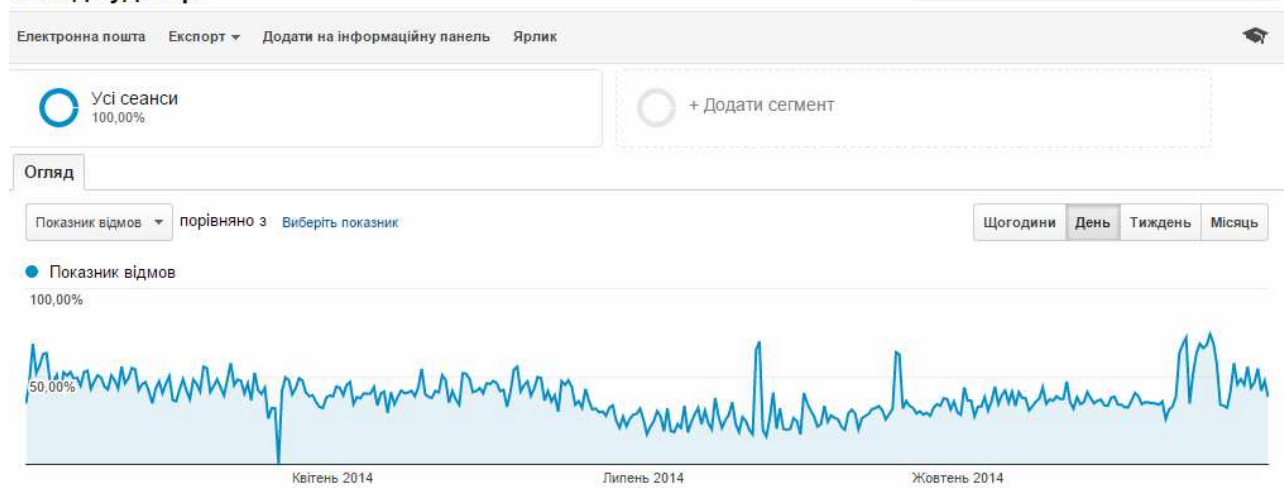 Електронна пошта Експорт Додати на інформаційну панель Ярлик
Усі сеанси
100,00%
+ Додати сегмент
Огляд
Показник відмов порівняно з Виберіть показник
Щогодини День Тиждень Місяць
Показник відмов
100,00%
50,00%
Квітень 2014 Липень 2014 Жовтень 2014